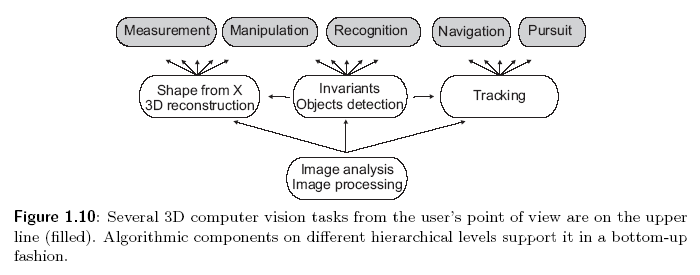 Measurement
Manipulation
Recognition
Navigation
Pursuit
Shape from X
3D reconstruction
Invariants
Objects detection
Tracking
Image analysis
Image processing
Figure 1.10: Several 3D computer vision tasks from the user's point of view are on the upper
line (filled). Algorithmic components on different hierarchical levels support it in a bottom-up
fashion.